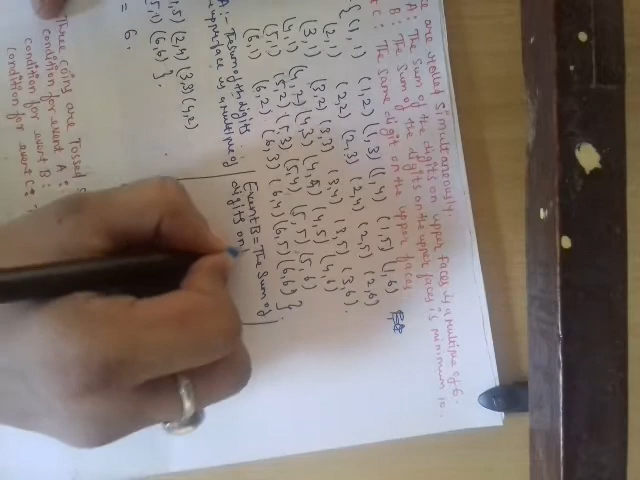 are rolled simultaneously.
A: The sum of the digits on upper faces is a multiple of 6.
B: The sum of the digits on the upper faces is minimum 10.
C: The same digit on the upper faces
{(1,1) (1,2) (1,3) (1,4) (1,5) (1,6)
(2,1) (2,2) (2,3) (2,4) (2,5) (2,6)
(3,1) (3,2) (3,3) (3,4) (3,5) (3,6).
(4,1) (4,2) (4,3) (4,4) (4,5) (4,6)
(5,1) (5,2) (5,3) (5,4) (5,5) (5,6)
(6,1) (6,2) (6,3) (6,4) (6,5) (6,6)}.
A:- The sum of the digits
upper face is a multiple of
1,5) (2,4) (3,3) (4,2)
5,1) (6,6)}.
= 6.
Event B = The sum of
digits on
Three coins are tossed s
condition for event A:
condition for event B:
condition for event C: